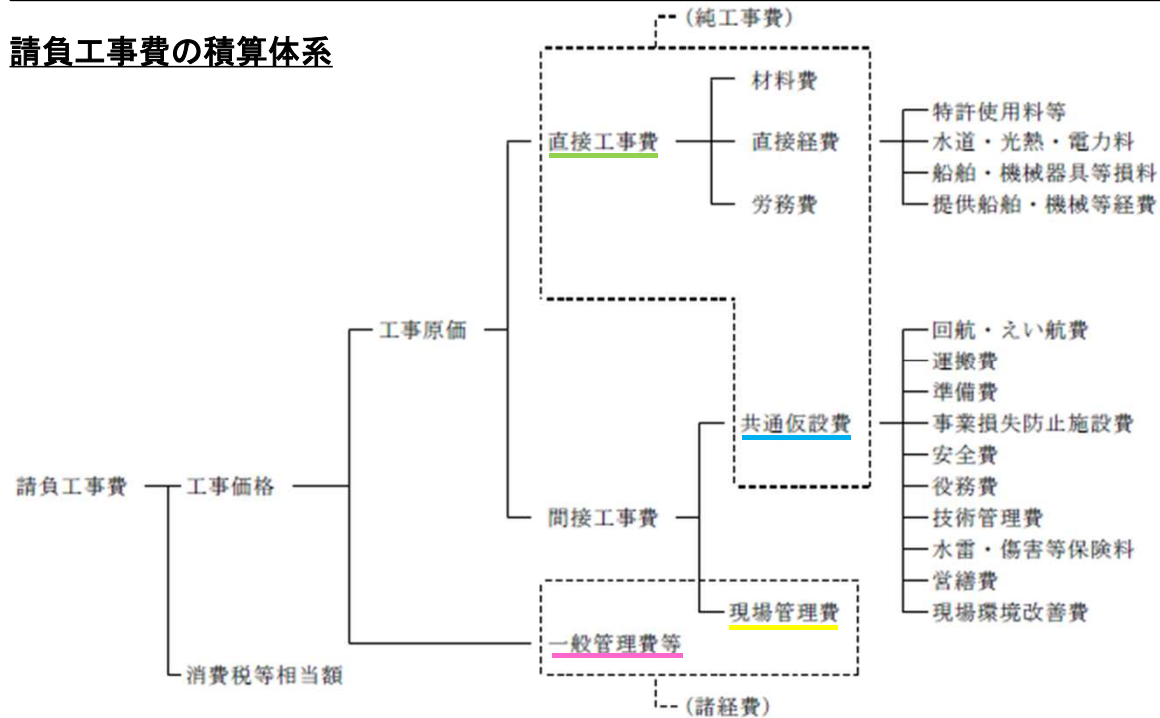 請負工事費の積算体系
(純工事費)
材料費
直接工事費
直接経費
労務費
特許使用料等
水道・光熱・電力料
船舶・機械器具等損料
提供船舶・機械等経費
工事原価
回航・えい航費
運搬費
準備費
共通仮設費
事業損失防止施設費
安全費
請負工事費
工事価格
役務費
間接工事費
技術管理費
水雷・傷害等保険料
営繕費
現場管理費
現場環境改善費
一般管理費等
消費税等相当額
(諸経費)